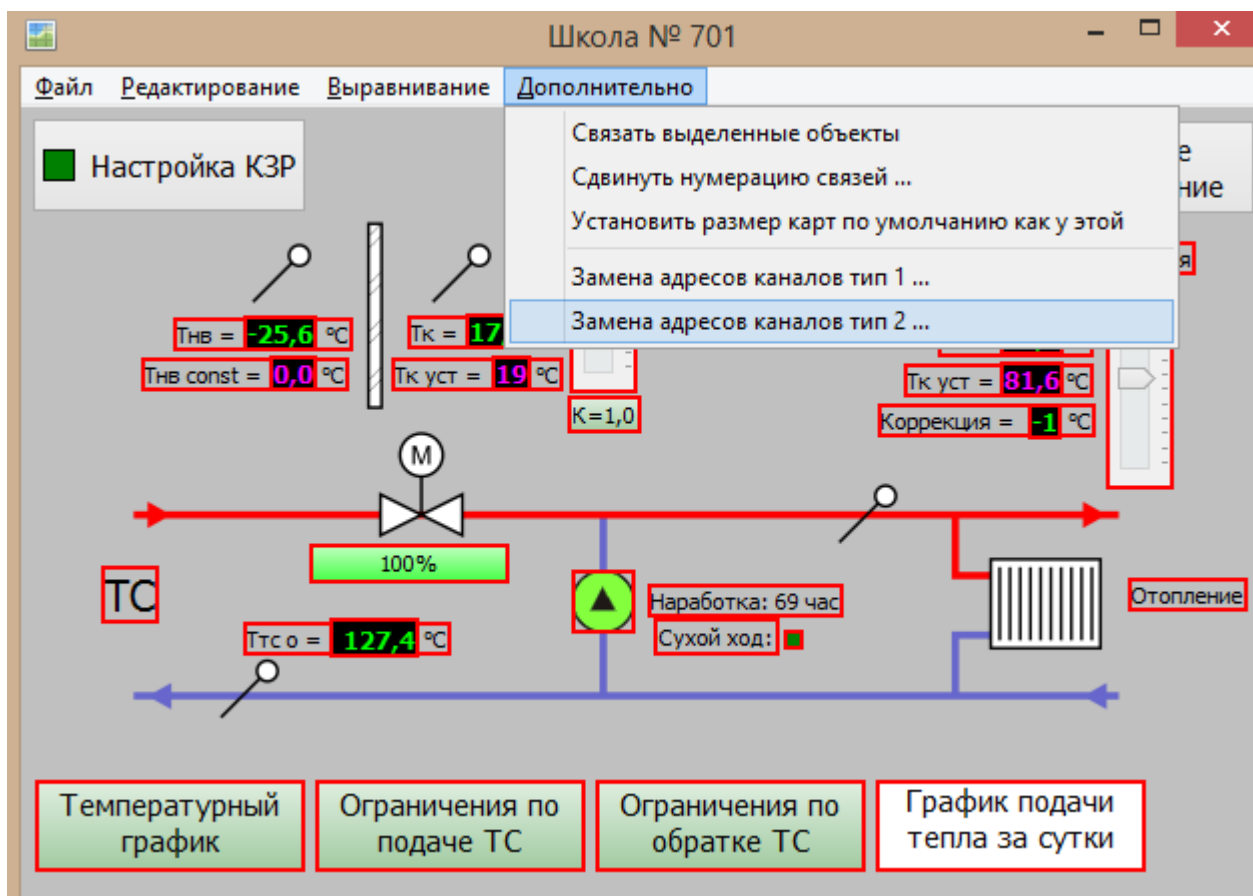 Школа № 701
Файл Редактирование Выравнивание Дополнительно
Связать выделенные объекты
Сдвинуть нумерацию связей ...
Установить размер карт по умолчанию как у этой
Замена адресов каналов тип 1 ...
Замена адресов каналов тип 2 ...
Настройка КЗР
Тнв = -25,6 °C
Тк = 17,
Тнв const = 0,0 °C
Тк уст = 19 °C
Тк уст = 81,6 °C
K=1,0
Коррекция = -1 °C
M
100%
ТС
Наработка: 69 час
Отопление
Ттс о = 127,4 °C
Сухой ход:
Температурный
график
Ограничения по
подаче ТС
Ограничения по
обратке ТС
График подачи
тепла за сутки